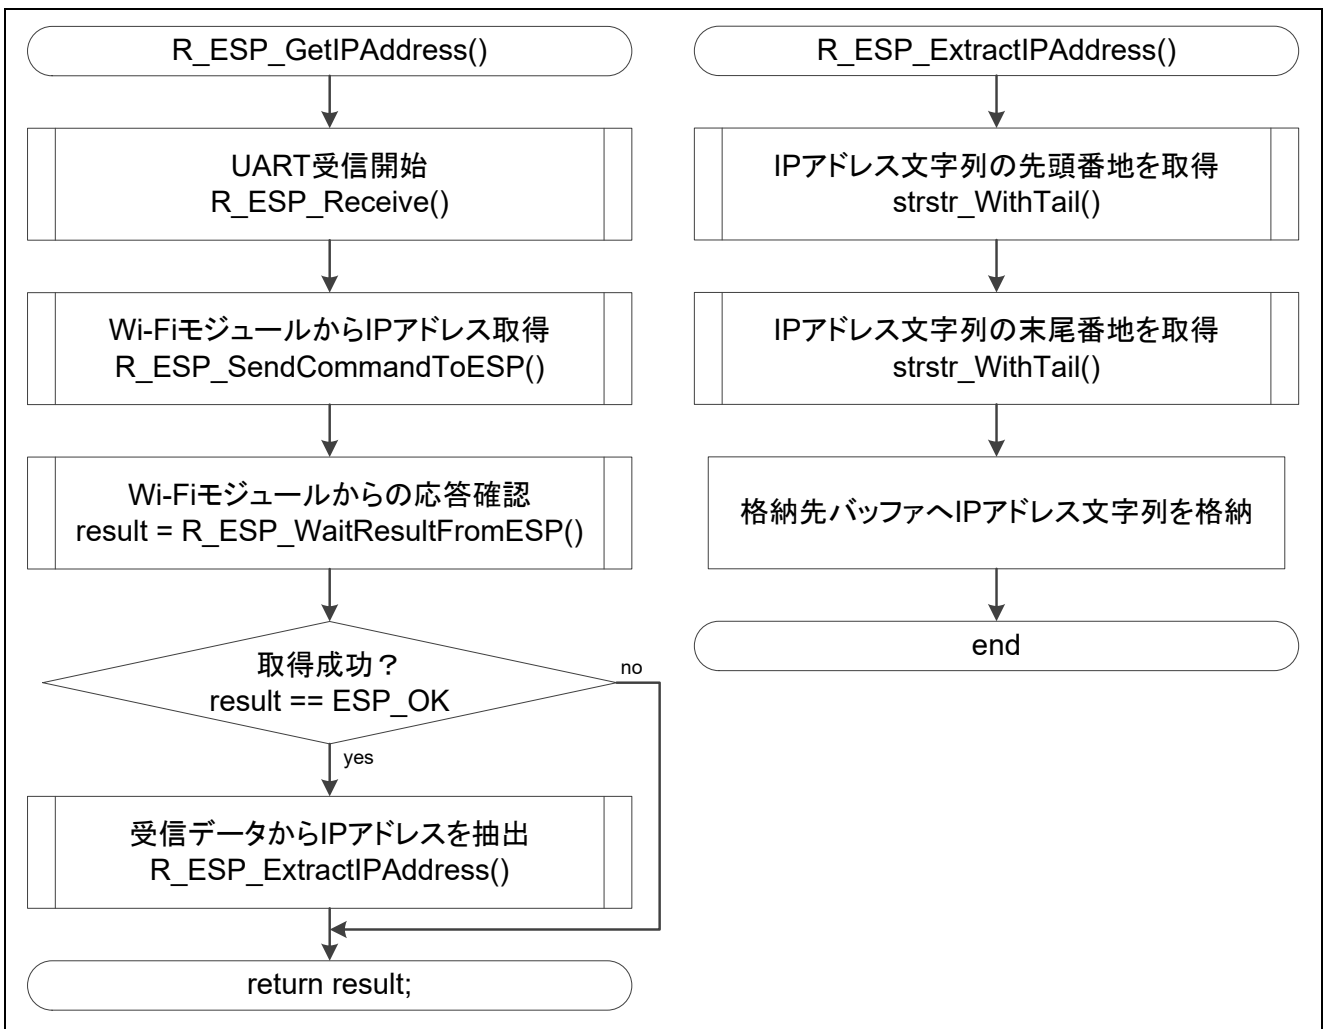 R_ESP_GetIPAddress()
UART受信開始
R_ESP_Receive()
Wi-FiモジュールからIPアドレス取得
R_ESP_SendCommandToESP()
Wi-Fiモジュールからの応答確認
result = R_ESP_WaitResultFromESP()
取得成功？
result == ESP_OK
no
yes
受信データからIPアドレスを抽出
R_ESP_ExtractIPAddress()
return result;
R_ESP_ExtractIPAddress()
IPアドレス文字列の先頭番地を取得
strstr_WithTail()
IPアドレス文字列の末尾番地を取得
strstr_WithTail()
格納先バッファへIPアドレス文字列を格納
end